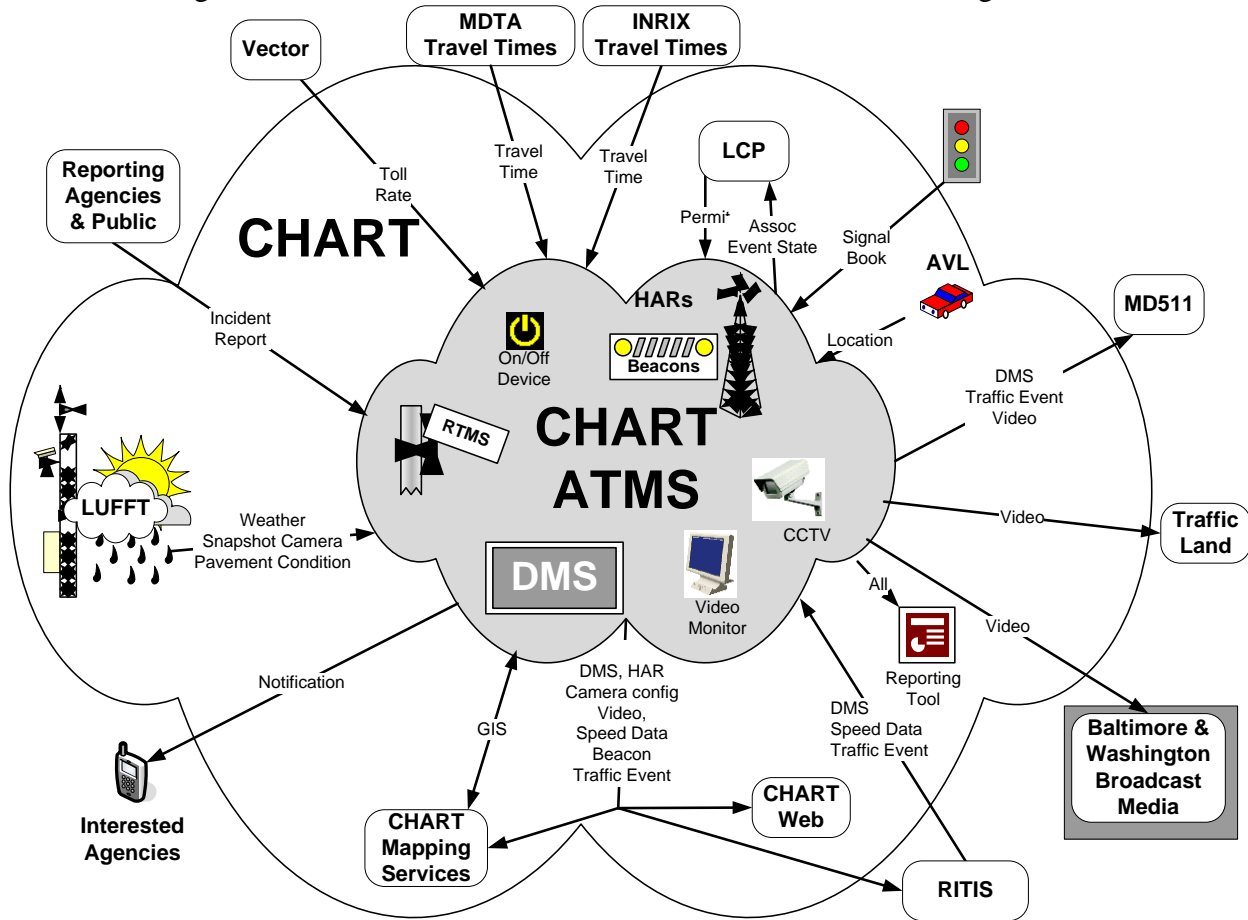 MDTA
Travel Times
INRIX
Travel Times
Vector
LCP
Reporting
Agencies
& Public
Travel
Time
Travel
Time
Toll
Rate
CHART
Permit
Assoc
Event State
Signal
Book
AVL
MD511
HARs
Incident
Report
Location
On/Off
Device
Beacons
DMS
Traffic Event
Video
RTMS
CHART
ATMS
LUFFT
Weather
Snapshot Camera
Pavement Condition
CCTV
Video
Traffic
Land
DMS
Video
Monitor
All
Video
Reporting
Tool
Notification
GIS
DMS, HAR
Camera config
Video,
Speed Data
Beacon
Traffic Event
DMS
Speed Data
Traffic Event
Baltimore &
Washington
Broadcast
Media
Interested
Agencies
CHART
Mapping
Services
CHART
Web
RITIS